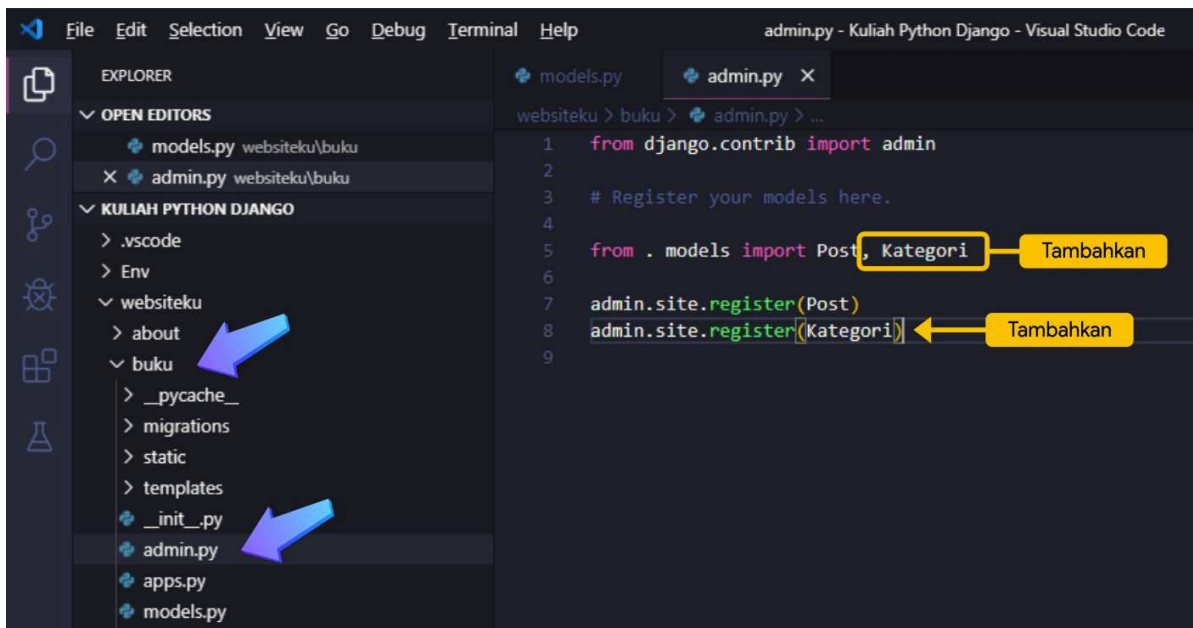 File Edit Selection View Go Debug Terminal Help admin.py - Kuliah Python Django - Visual Studio Code
EXPLORER
OPEN EDITORS
models.py websiteku\buku
admin.py websiteku\buku
KULIAH PYTHON DJANGO
.vscode
Env
websiteku
about
buku
__pycache__
migrations
static
templates
__init__.py
admin.py
apps.py
models.py
models.py admin.py
websiteku > buku > admin.py > ...
1 from django.contrib import admin
2
3 # Register your models here.
4
5 from . models import Post, Kategori Tambahkan
6
7 admin.site.register(Post)
8 admin.site.register(Kategori) Tambahkan
9